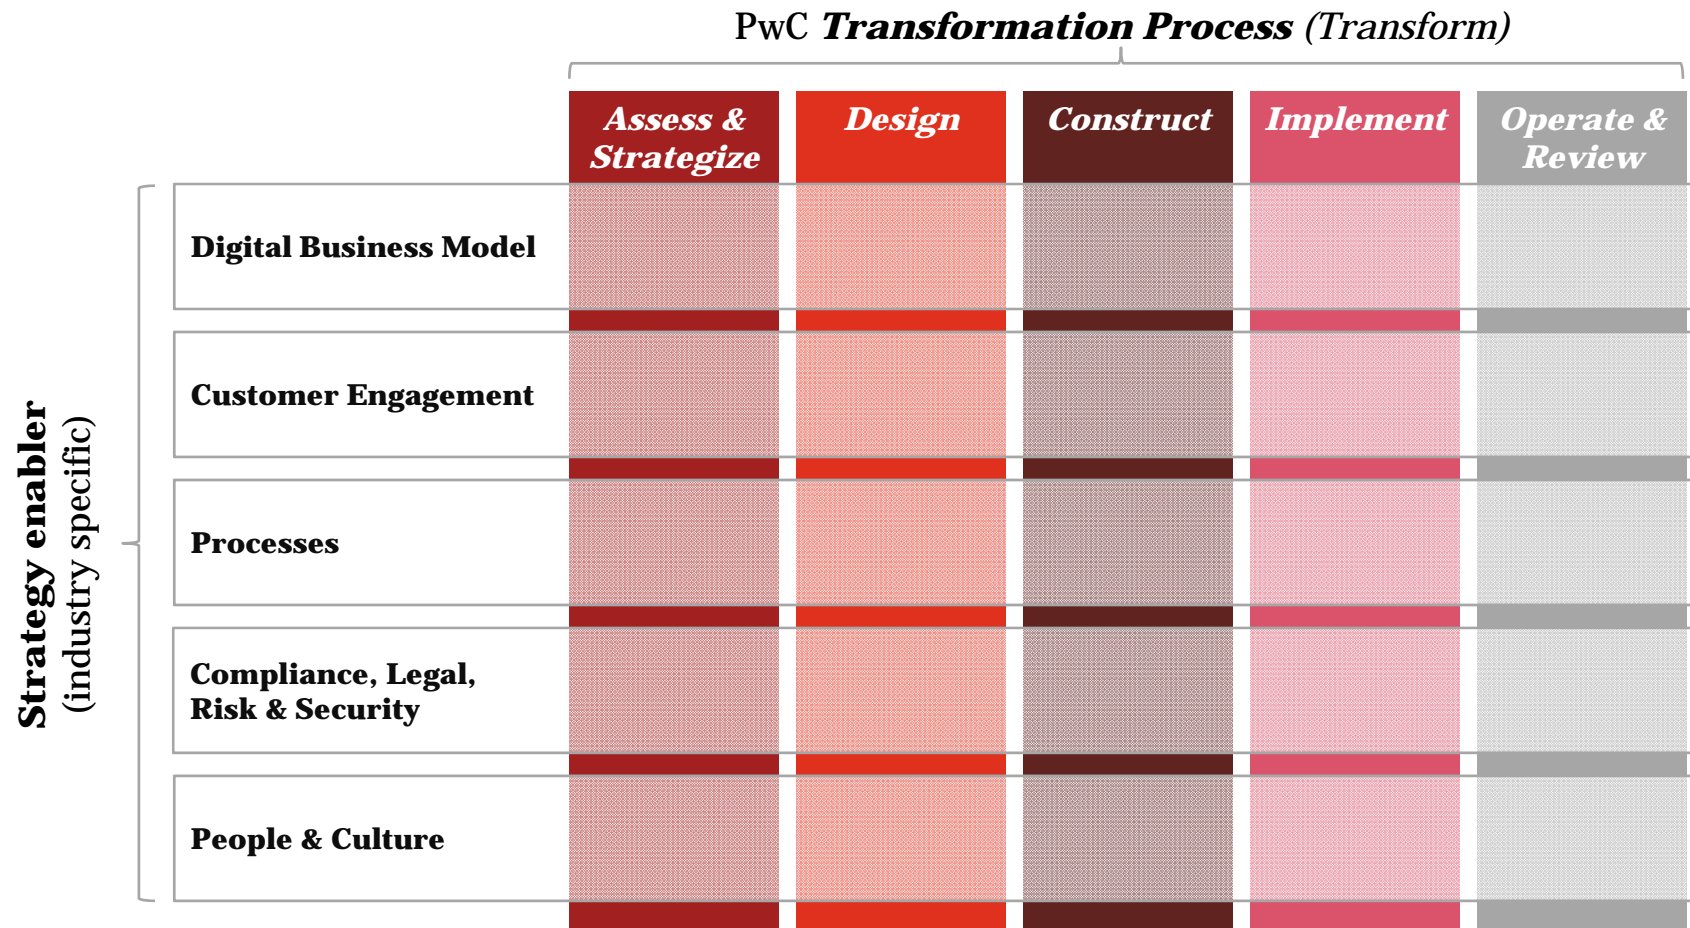 PwC Transformation Process (Transform)
Assess &
Strategize
Design
Construct
Implement
Operate &
Review
Strategy enabler
(industry specific)
Digital Business Model
Customer Engagement
Processes
Compliance, Legal,
Risk & Security
People & Culture